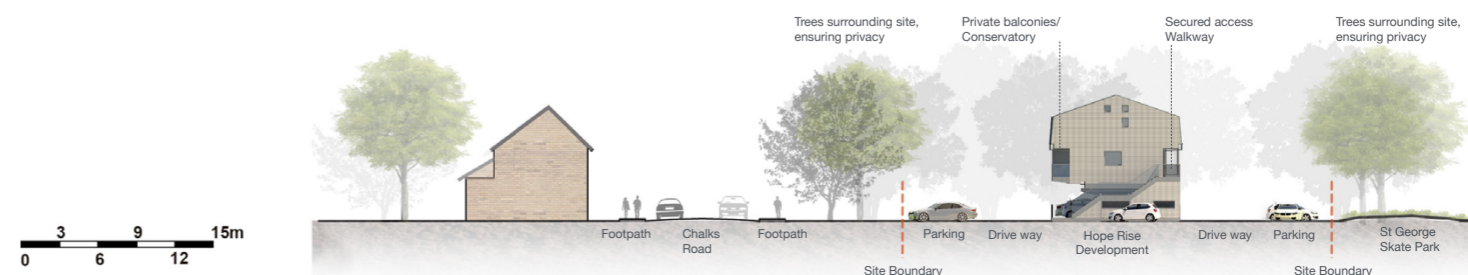 Trees surrounding site,
ensuring privacy
Private balconies/
Conservatory
Secured access
Walkway
Trees surrounding site,
ensuring privacy
3 9 15m
0 6 12
Footpath
Chalks
Road
Footpath
Parking
Drive way
Hope Rise
Development
Drive way
Parking
St George
Skate Park
Site Boundary
Site Boundary